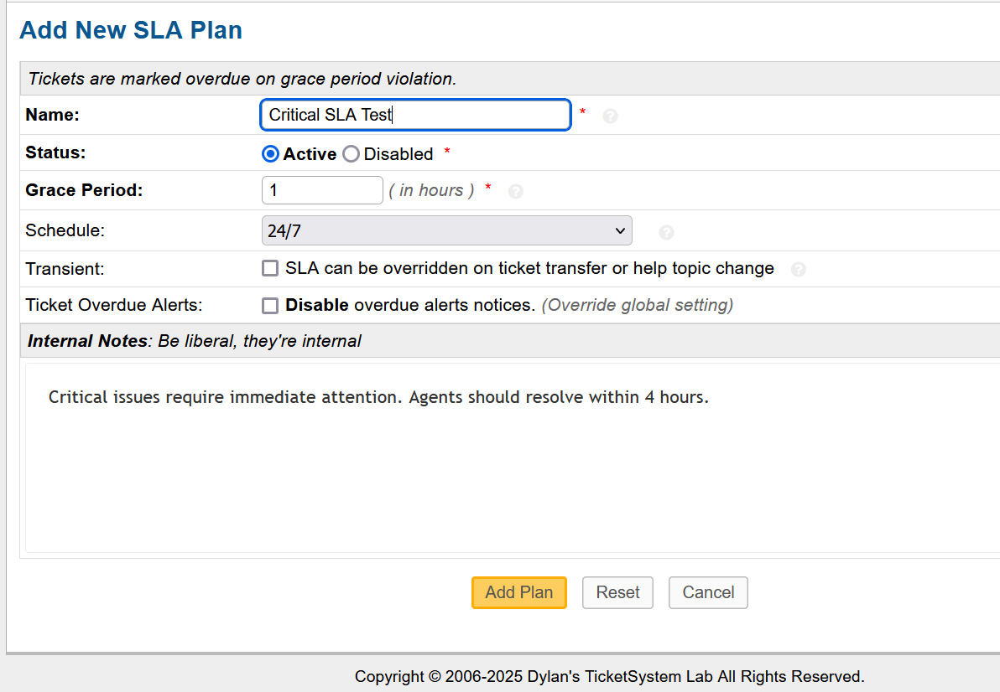 Add New SLA Plan
Tickets are marked overdue on grace period violation.
Name: Critical SLA Test * ?
Status: Active Disabled *
Grace Period: 1 ( in hours ) * ?
Schedule: 24/7 ?
Transient: SLA can be overridden on ticket transfer or help topic change ?
Ticket Overdue Alerts: Disable overdue alerts notices. (Override global setting)
Internal Notes: Be liberal, they're internal
Critical issues require immediate attention. Agents should resolve within 4 hours.
Add Plan Reset Cancel
Copyright © 2006-2025 Dylan's TicketSystem Lab All Rights Reserved.